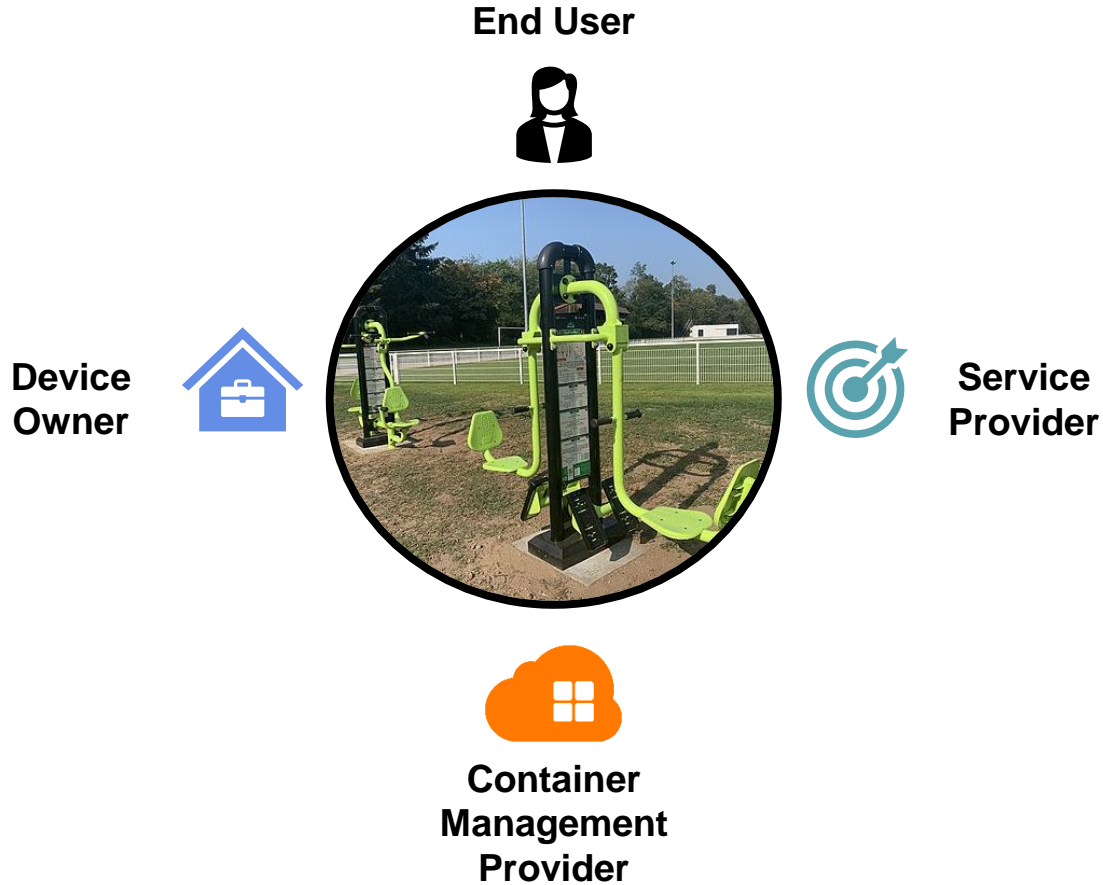 End User
Device
Owner
Service
Provider
Container
Management
Provider